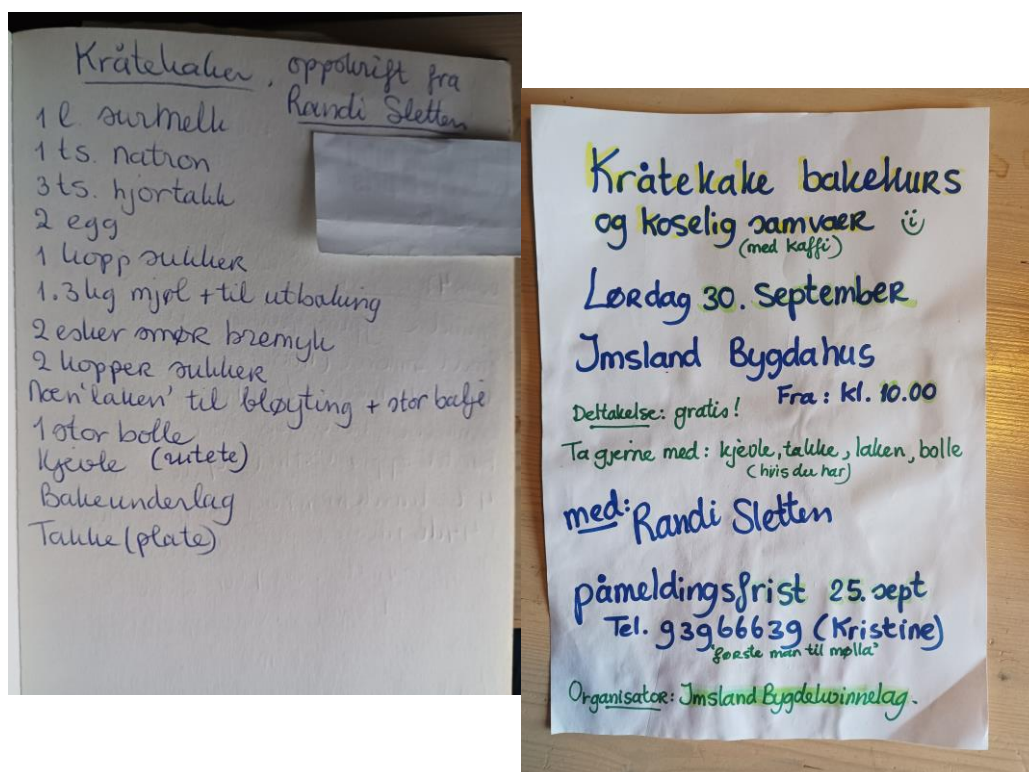 Kråtekaker, oppskrift fra
Randi Sletten
1 l surmelk
1 ts. natron
3 ts. hjortakk
2 egg
1 kopp sukker
1.3 kg mjøl + til utbaking
2 esker smør bremyk
2 kopper sukker
Noen 'laken' til bløyting + stor balje
1 stor bolle
Kjevle (rutete)
Bakeunderlag
Takke (plate)
Kråtekake bakekurs
og koselig samvær
(med kaffi)
Lørdag 30. September
Imsland Bygdahus
Fra: kl. 10.00
Deltakelse: gratis!
Ta gjerne med: kjevle, takke, laken, bolle
(hvis du har)
med: Randi Sletten
påmeldingsfrist 25. sept
Tel. 93966639 (Kristine)
"første man til mølla"
Organisator: Imsland Bygdekvinnelag.